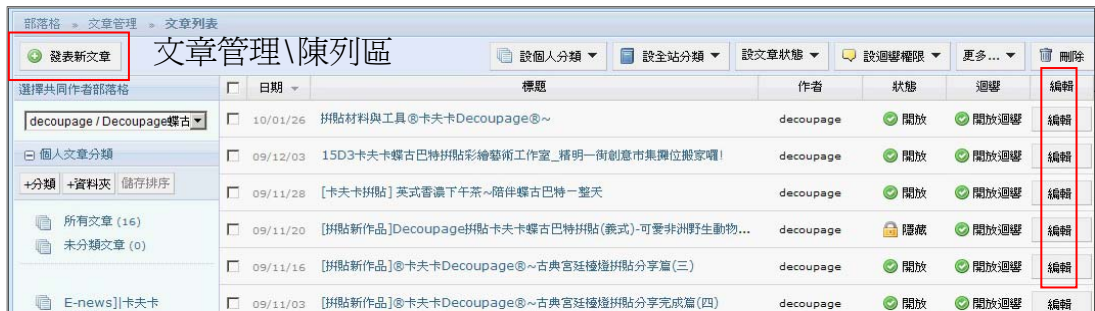 部落格 » 文章管理 » 文章列表
發表新文章 文章管理\陳列區 設個人分類 設全站分類 設文章狀態 設迴響權限 更多... 刪除
選擇共同作者部落格 日期 標題 作者 狀態 迴響 編輯
decoupage / Decoupage蝶古 10/01/26 拼貼材料與工具®卡夫卡Decoupage®~ decoupage 開放 開放迴響 編輯
個人文章分類 09/12/03 15D3卡夫卡蝶古巴特拼貼彩繪藝術工作室_精明一街創意市集攤位搬家囉! decoupage 開放 開放迴響 編輯
+分類 +資料夾 儲存排序 09/11/28 [卡夫卡拼貼] 英式香濃下午茶~陪伴蝶古巴特一整天 decoupage 開放 開放迴響 編輯
所有文章 (16) 09/11/20 [拼貼新作品]Decoupage拼貼卡夫卡蝶古巴特拼貼(義式)-可愛非洲野生動物... decoupage 隱藏 開放迴響 編輯
未分類文章 (0)
09/11/16 [拼貼新作品]®卡夫卡Decoupage®~古典宮廷檯燈拼貼分享篇(三) decoupage 開放 開放迴響 編輯
E-news]|卡夫卡 09/11/03 [拼貼新作品]®卡夫卡Decoupage®~古典宮廷檯燈拼貼分享完成篇(四) decoupage 開放 開放迴響 編輯